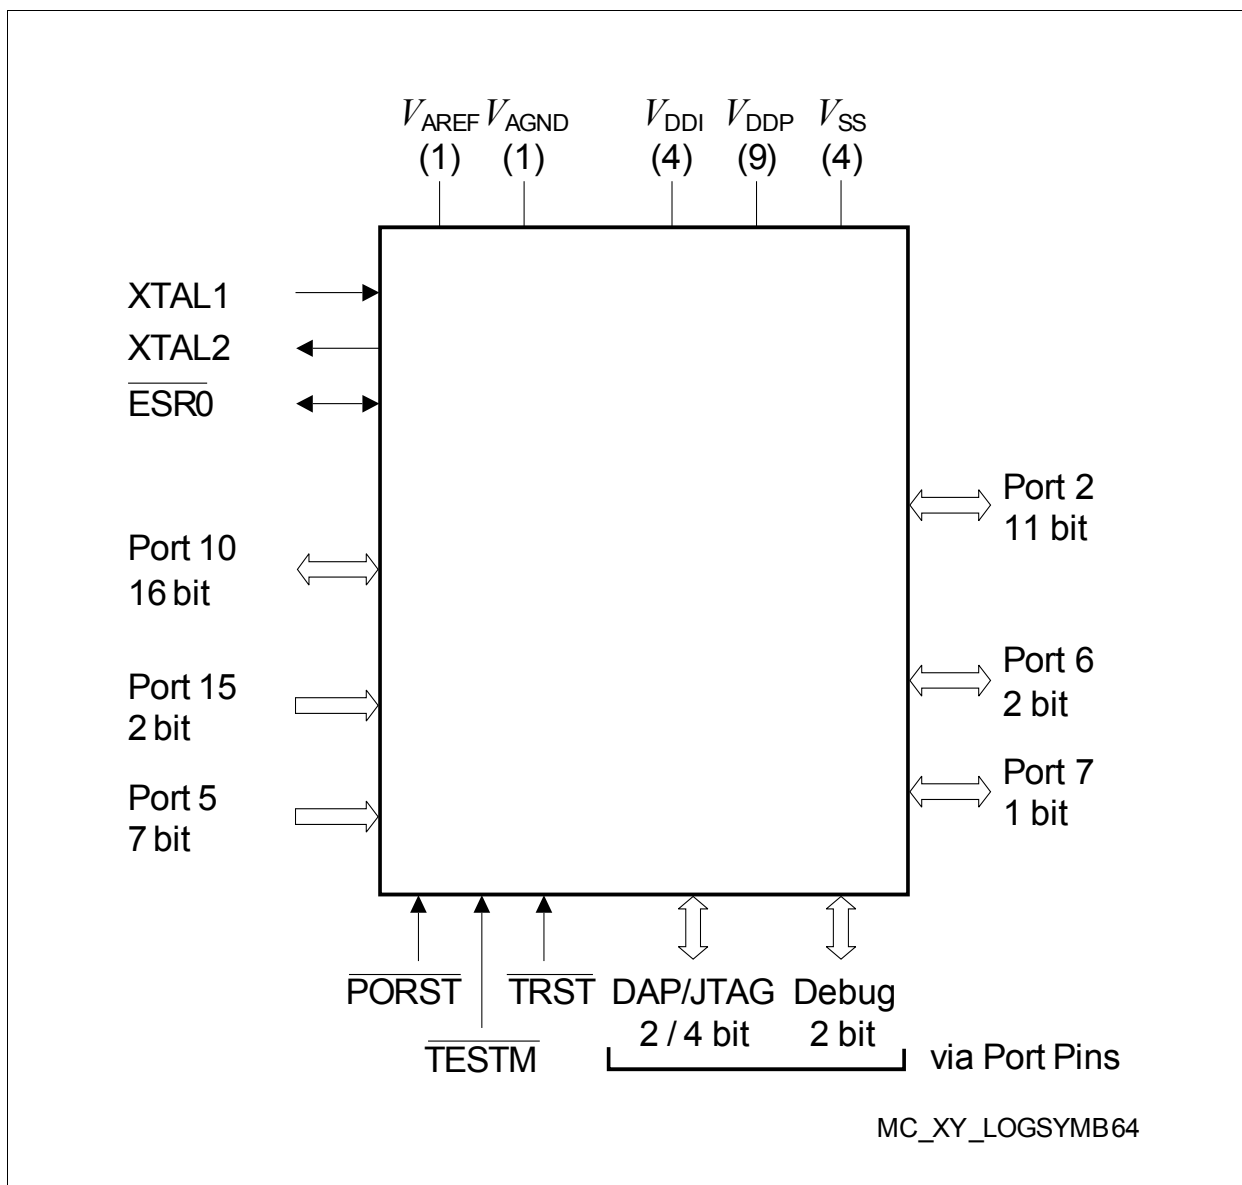 VAREF VAGND VDDI VDDP VSS
(1) (1) (4) (9) (4)
XTAL1
XTAL2
ESR0
Port 10
16 bit
Port 15
2 bit
Port 5
7 bit
Port 2
11 bit
Port 6
2 bit
Port 7
1 bit
PORST TRST DAP/JTAG Debug
TESTM 2 / 4 bit 2 bit via Port Pins
MC_XY_LOGSYMB64